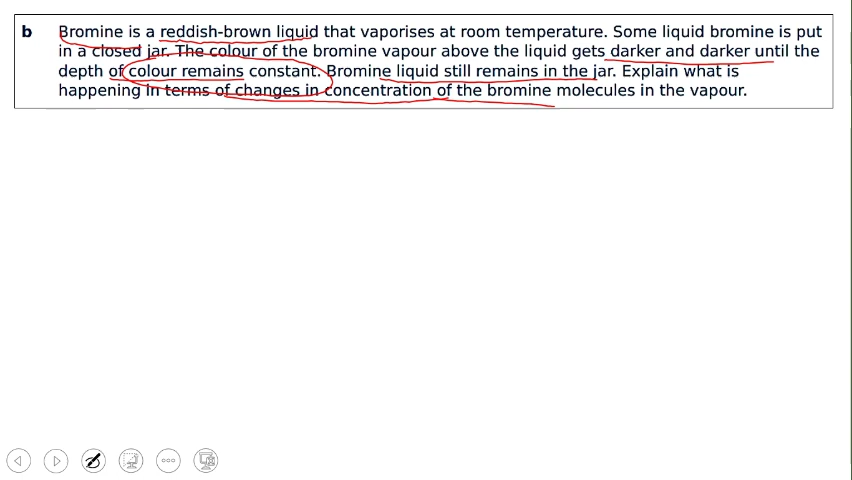 b Bromine is a reddish-brown liquid that vaporises at room temperature. Some liquid bromine is put
in a closed jar. The colour of the bromine vapour above the liquid gets darker and darker until the
depth of colour remains constant. Bromine liquid still remains in the jar. Explain what is
happening in terms of changes in concentration of the bromine molecules in the vapour.